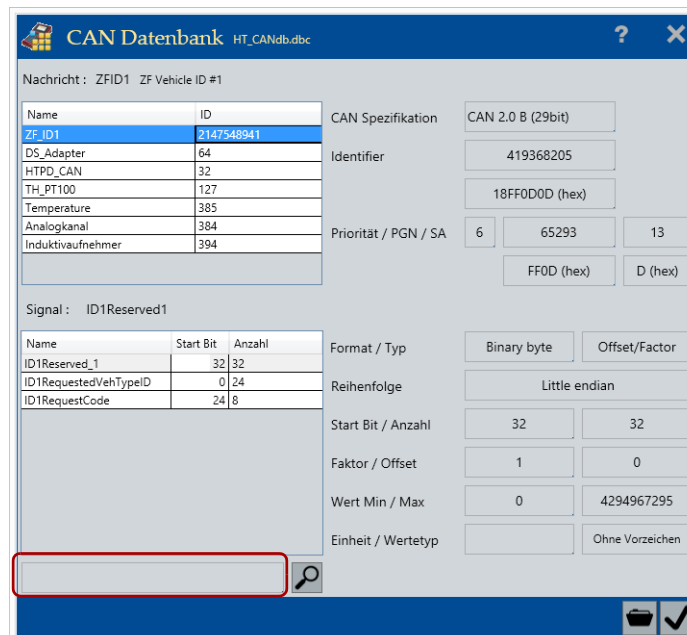 CAN Datenbank HT_CANdb.dbc ?
Nachricht : ZFID1 ZF Vehicle ID #1
Name ID
ZF_ID1 2147548941
DS_Adapter 64
HTPD_CAN 32
TH_PT100 127
Temperature 385
Analogkanal 384
Induktivaufnehmer 394
CAN Spezifikation CAN 2.0 B (29bit)
Identifier 419368205
18FF0D0D (hex)
Priorität / PGN / SA 6 65293 13
FF0D (hex) D (hex)
Signal : ID1Reserved1
Name Start Bit Anzahl
ID1Reserved_1 32 32
ID1RequestedVehTypeID 0 24
ID1RequestCode 24 8
Format / Typ Binary byte Offset/Factor
Reihenfolge Little endian
Start Bit / Anzahl 32 32
Faktor / Offset 1 0
Wert Min / Max 0 4294967295
Einheit / Wertetyp Ohne Vorzeichen